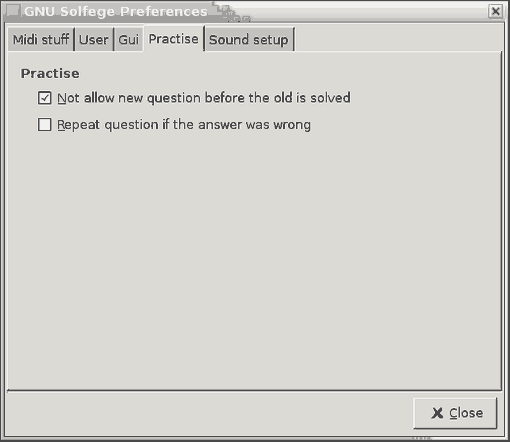 GNU Solfege Preferences
Midi stuff User Gui Practise Sound setup
Practise
Not allow new question before the old is solved
Repeat question if the answer was wrong
Close